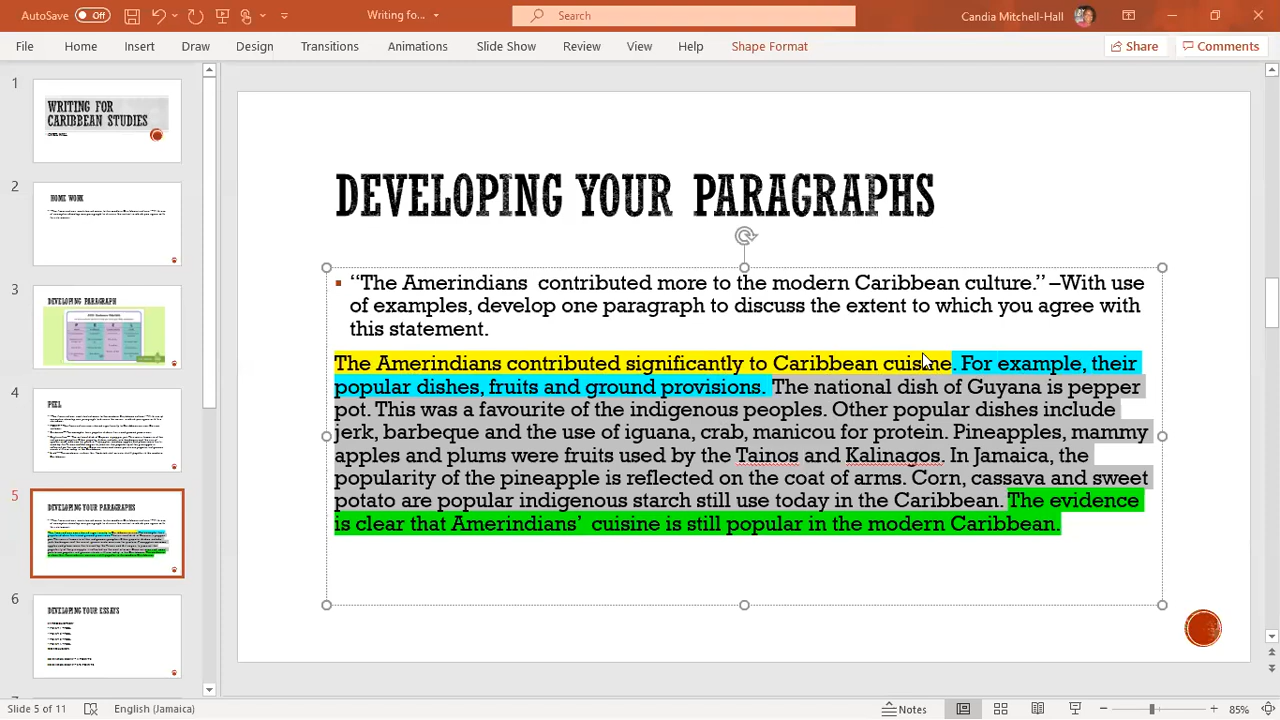 AutoSave Off
Writing fo...
Search
Candia Mitchell-Hall
File Home Insert Draw Design Transitions Animations Slide Show Review View Help Shape Format Share Comments
1
WRITING FOR
CARIBBEAN STUDIES
2
HOME WORK
3
DEVELOPING PARAGRAPH
4
PEEL
5
DEVELOPING YOUR PARAGRAPHS
6
DEVELOPING YOUR ESSAYS
DEVELOPING YOUR PARAGRAPHS
“The Amerindians contributed more to the modern Caribbean culture.” –With use
of examples, develop one paragraph to discuss the extent to which you agree with
this statement.
The Amerindians contributed significantly to Caribbean cuisine. For example, their
popular dishes, fruits and ground provisions. The national dish of Guyana is pepper
pot. This was a favourite of the indigenous peoples. Other popular dishes include
jerk, barbeque and the use of iguana, crab, manicou for protein. Pineapples, mammy
apples and plums were fruits used by the Tainos and Kalinagos. In Jamaica, the
popularity of the pineapple is reflected on the coat of arms. Corn, cassava and sweet
potato are popular indigenous starch still use today in the Caribbean. The evidence
is clear that Amerindians’ cuisine is still popular in the modern Caribbean.
Slide 5 of 11
English (Jamaica)
Notes
85%